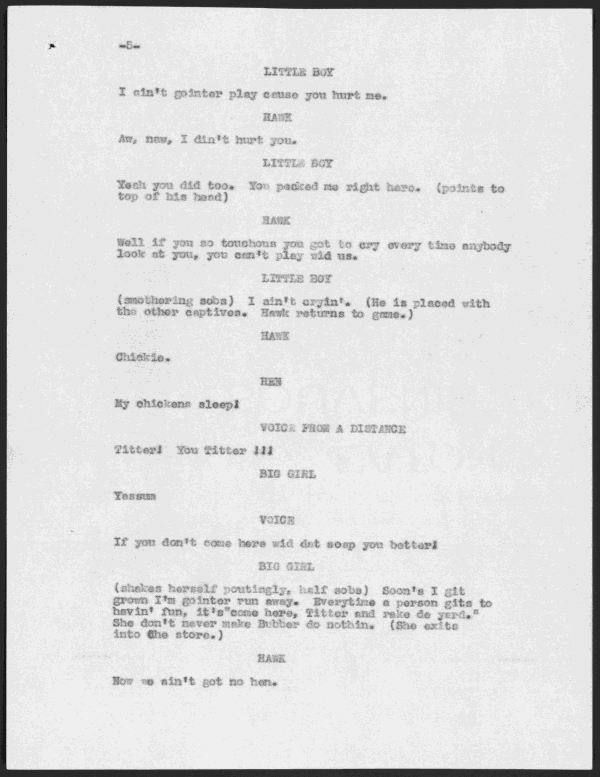 -5-
LITTLE BOY
I ain't gointer play cause you hurt me.
HAWK
Aw, naw, I din't hurt you.
LITTLE BOY
Yeah you did too. You pecked me right here. (points to
top of his head)
HAWK
Well if you so touchous you got to cry every time anybody
look at you, you can't play wid us.
LITTLE BOY
(smothering sobs) I ain't cryin'. (He is placed with
the other captives. Hawk returns to game.)
HAWK
Chickie.
HEN
My chickens sleep!
VOICE FROM A DISTANCE
Titter! You Titter !!!
BIG GIRL
Yassum
VOICE
If you don't come here wid dat soap you better!
BIG GIRL
(shakes herself poutingly, half sobs) Soon's I git
grown I'm gointer run away. Everytime a person gits to
havin' fun, it's"come here, Titter and rake de yard."
She don't never make Bubber do nothin. (She exits
into the store.)
HAWK
Now we ain't got no hen.